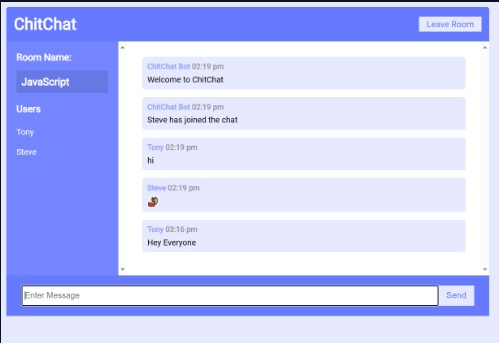 ChitChat
Leave Room
Room Name:
JavaScript
Users
Tony
Steve
ChitChat Bot 02:19 pm
Welcome to ChitChat
ChitChat Bot 02:19 pm
Steve has joined the chat
Tony 02:19 pm
hi
Steve 02:19 pm
🌶️
Tony 03:16 pm
Hey Everyone
Enter Message
Send